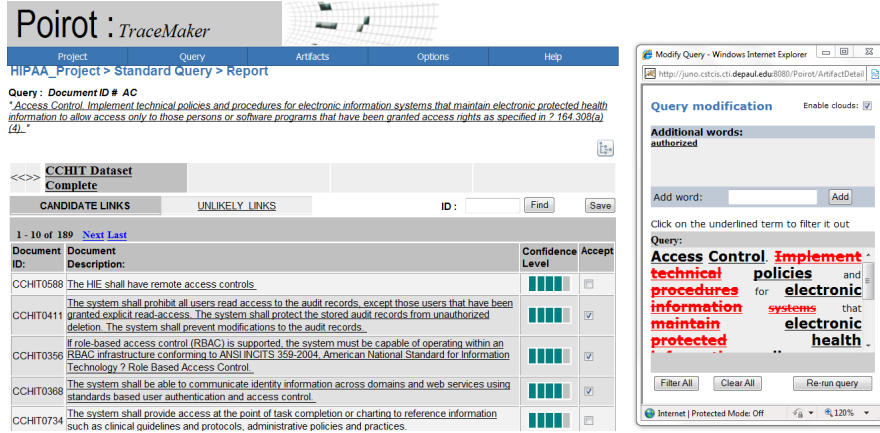 Poirot : TraceMaker
Project Query Artifacts Options Help
HIPAA_Project > Standard Query > Report
Query : Document ID # AC
" Access Control. Implement technical policies and procedures for electronic information systems that maintain electronic protected health
information to allow access only to those persons or software programs that have been granted access rights as specified in ? 164.308(a)
(4). "
<<>> CCHIT Dataset
Complete
CANDIDATE LINKS UNLIKELY LINKS ID : Find Save
1 - 10 of 189 Next Last
Document Document Confidence Accept
ID: Description: Level
CCHIT0588 The HIE shall have remote access controls
The system shall prohibit all users read access to the audit records, except those users that have been
CCHIT0411 granted explicit read-access. The system shall protect the stored audit records from unauthorized
deletion. The system shall prevent modifications to the audit records.
If role-based access control (RBAC) is supported, the system must be capable of operating within an
CCHIT0356 RBAC infrastructure conforming to ANSI INCITS 359-2004, American National Standard for Information
Technology ? Role Based Access Control.
CCHIT0368 The system shall be able to communicate identity information across domains and web services using
standards based user authentication and access control.
CCHIT0734 The system shall provide access at the point of task completion or charting to reference information
such as clinical guidelines and protocols, administrative policies and practices.
Modify Query - Windows Internet Explorer
http://juno.cstcis.cti.depaul.edu:8080/Poirot/ArtifactDetail
Query modification Enable clouds:
Additional words:
authorized
Add word: Add
Click on the underlined term to filter it out
Query:
Access Control. Implement
technical policies and
procedures for electronic
information systems that
maintain electronic
protected health
Filter All Clear All Re-run query
Internet | Protected Mode: Off 120%